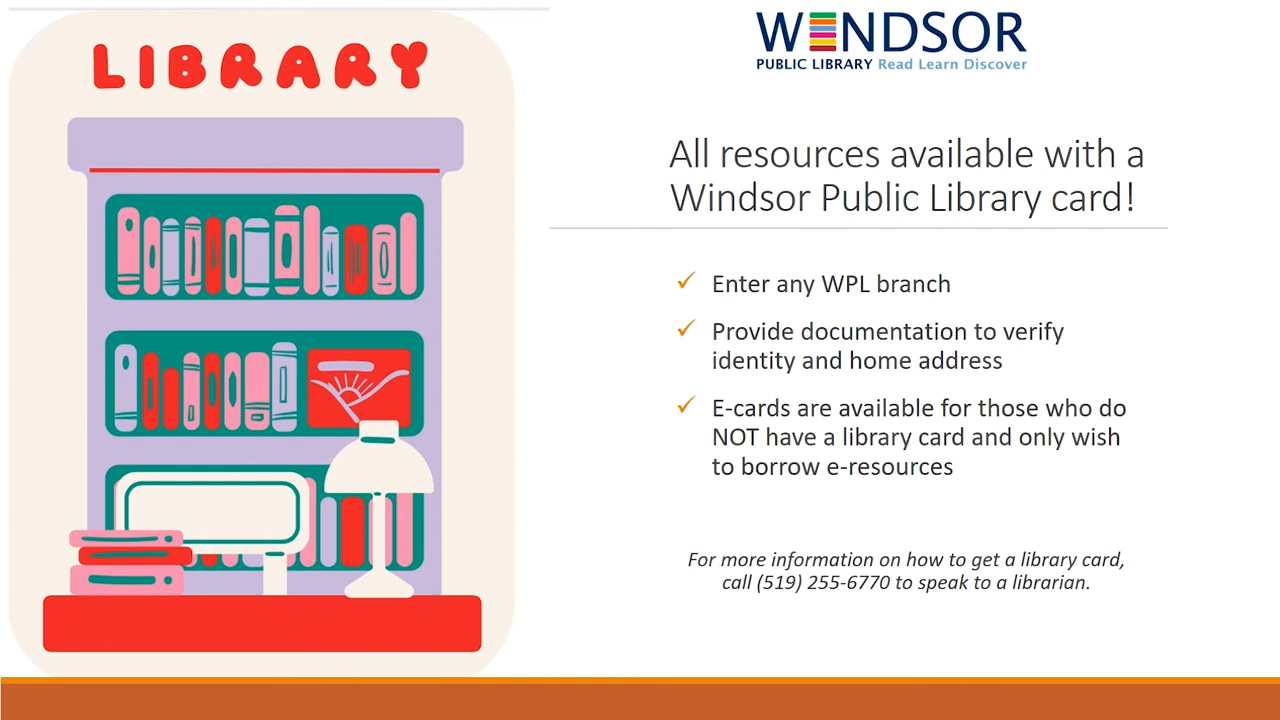 LIBRARY
WINDSOR
PUBLIC LIBRARY Read Learn Discover
All resources available with a
Windsor Public Library card!
✓ Enter any WPL branch
✓ Provide documentation to verify
identity and home address
✓ E-cards are available for those who do
NOT have a library card and only wish
to borrow e-resources
For more information on how to get a library card,
call (519) 255-6770 to speak to a librarian.